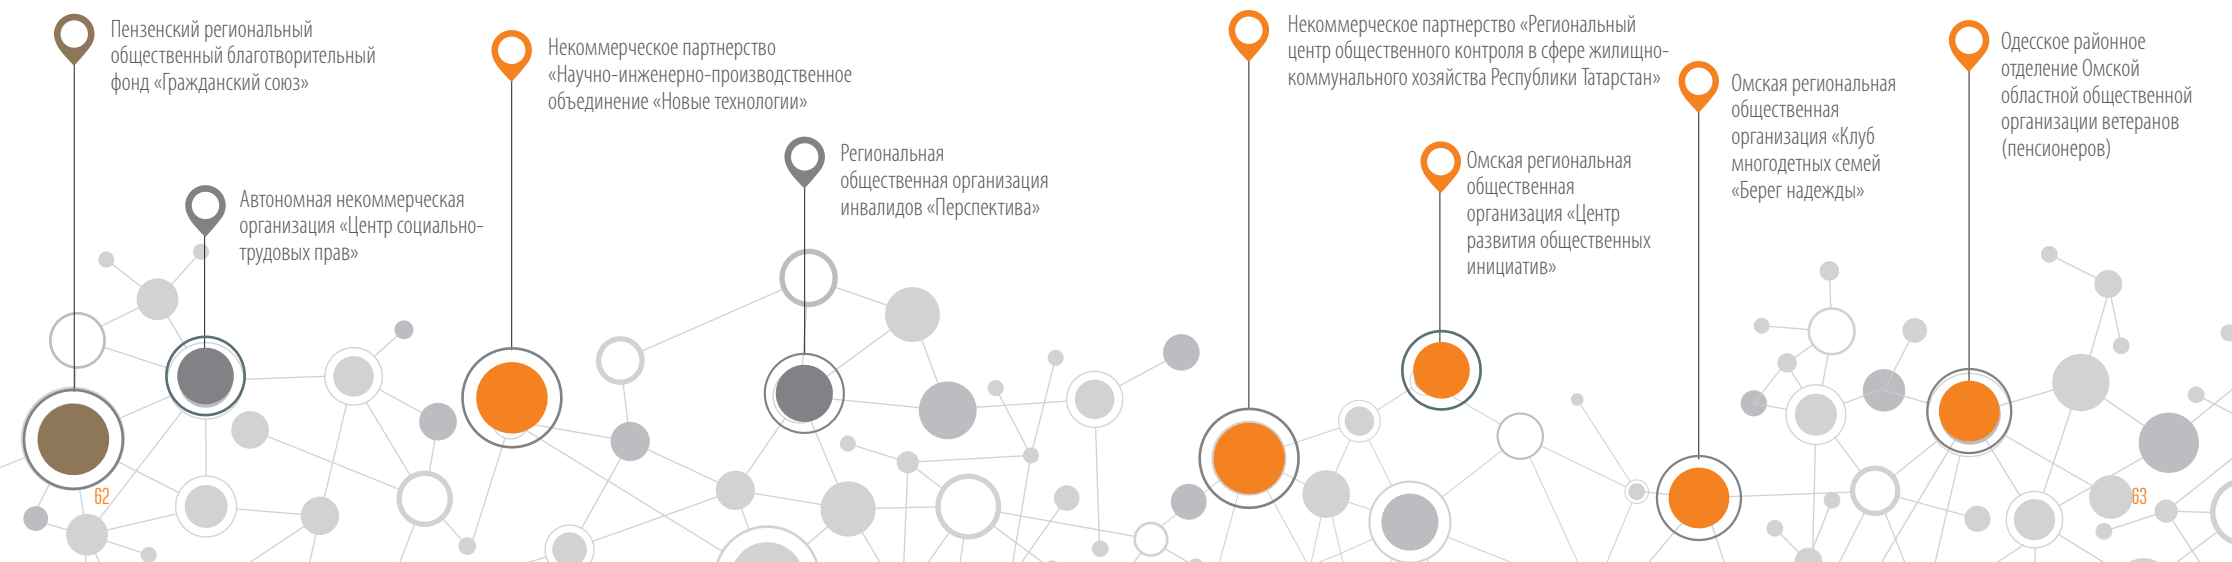 Пензенский региональный
общественный благотворительный
фонд «Гражданский союз»
Автономная некоммерческая
организация «Центр социально-
трудовых прав»
Некоммерческое партнерство
«Научно-инженерно-производственное
объединение «Новые технологии»
Региональная
общественная организация
инвалидов «Перспектива»
Некоммерческое партнерство «Региональный
центр общественного контроля в сфере жилищно-
коммунального хозяйства Республики Татарстан»
Омская региональная
общественная
организация «Центр
развития общественных
инициатив»
Омская региональная
общественная
организация «Клуб
многодетных семей
«Берег надежды»
Одесское районное
отделение Омской
областной общественной
организации ветеранов
(пенсионеров)
62
63